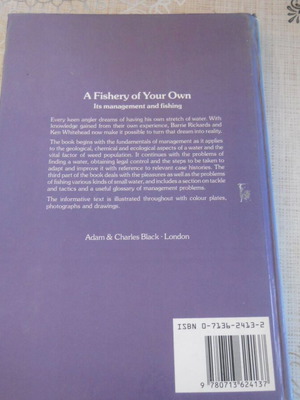 A Fishery of Your Own
Its management and fishing
Every keen angler dreams of having his own stretch of water. With
knowledge gained from their own experience, Barrie Rickards and
Ken Whitehead now make it possible to turn that dream into reality.
The book begins with the fundamentals of management as it applies
to the geological, chemical and ecological aspects of a water and the
vital factor of weed population. It continues with the problems of
finding a water, obtaining legal control and the steps to be taken to
adapt and improve it with reference to relevant case histories. The
third part of the book deals with the pleasures as well as the problems
of fishing various kinds of small water, and includes a section on tackle
and tactics and a useful glossary of management problems.
The informative text is illustrated throughout with colour plates,
photographs and drawings.
Adam & Charles Black · London
ISBN 0-7136-2413-2
9 780713 624137